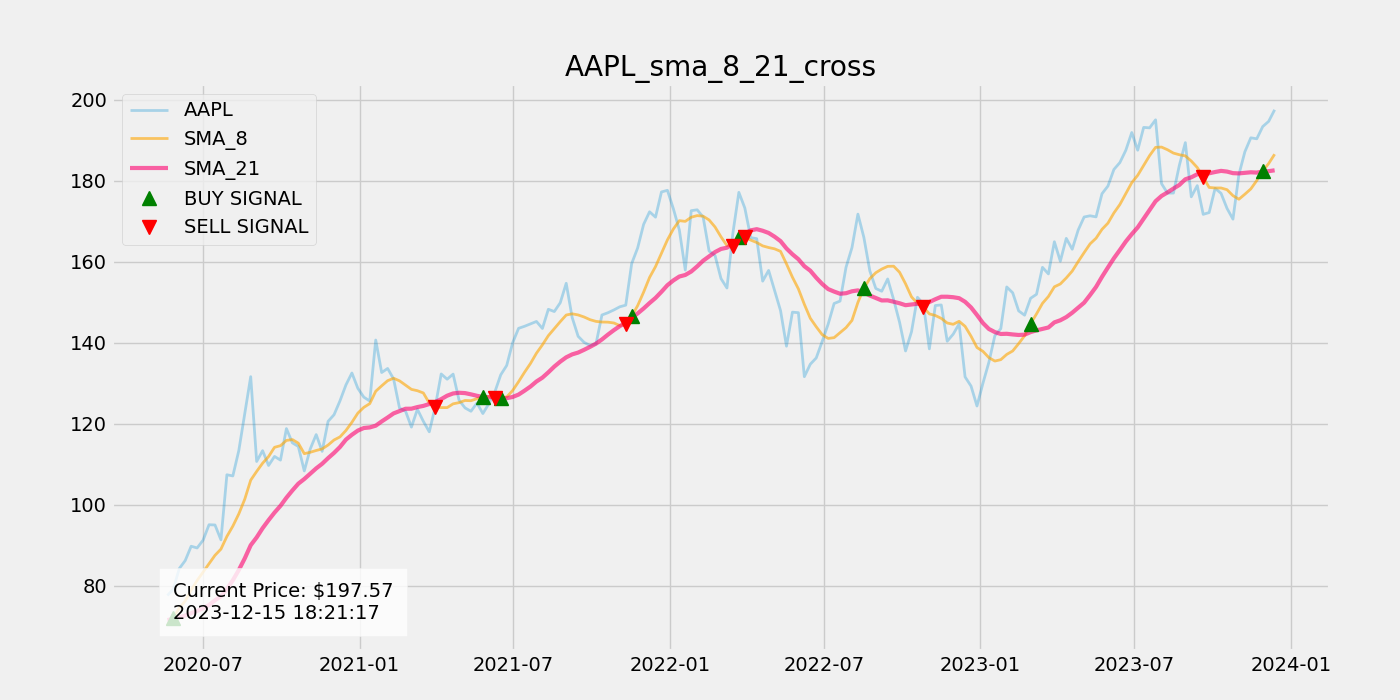 AAPL_sma_8_21_cross
200
180
160
140
120
100
80
AAPL
SMA_8
SMA_21
BUY SIGNAL
SELL SIGNAL
Current Price: $197.57
2023-12-15 18:21:17
2020-07
2021-01
2021-07
2022-01
2022-07
2023-01
2023-07
2024-01